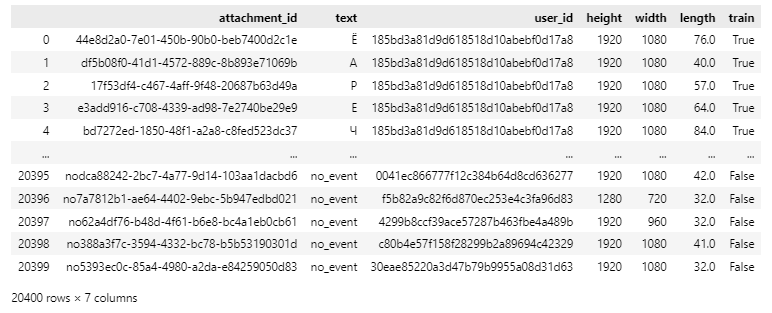 attachment_id text user_id height width length train
0 44e8d2a0-7e01-450b-90b0-beb7400d2c1e Ё 185bd3a81d9d618518d10abebf0d17a8 1920 1080 76.0 True
1 df5b08f0-41d1-4572-889c-8b893e71069b А 185bd3a81d9d618518d10abebf0d17a8 1920 1080 40.0 True
2 17f53df4-c467-4aff-9f48-20687b63d49a Р 185bd3a81d9d618518d10abebf0d17a8 1920 1080 57.0 True
3 e3add916-c708-4339-ad98-7e2740be29e9 Е 185bd3a81d9d618518d10abebf0d17a8 1920 1080 64.0 True
4 bd7272ed-1850-48f1-a2a8-c8fed523dc37 Ч 185bd3a81d9d618518d10abebf0d17a8 1920 1080 84.0 True
... ... ... ... ... ... ... ...
20395 nodca88242-2bc7-4a77-9d14-103aa1dacbd6 no_event 0041ec866777f12c384b64d8cd636277 1920 1080 42.0 False
20396 no7a7812b1-ae64-4402-9ebc-5b947edbd021 no_event f5b82a9c82f6d870ec253e4c3fa96d83 1280 720 32.0 False
20397 no62a4df76-b48d-4f61-b6e8-bc4a1eb0cb61 no_event 4299b8ccf39ace57287b463fbe4a489b 1920 960 32.0 False
20398 no388a3f7c-3594-4332-bc78-b5b53190301d no_event c80b4e57f158f28299b2a89694c42329 1920 1080 41.0 False
20399 no5393ec0c-85a4-4980-a2da-e84259050d83 no_event 30eae85220a3d47b79b9955a08d31d63 1920 1080 32.0 False
20400 rows × 7 columns